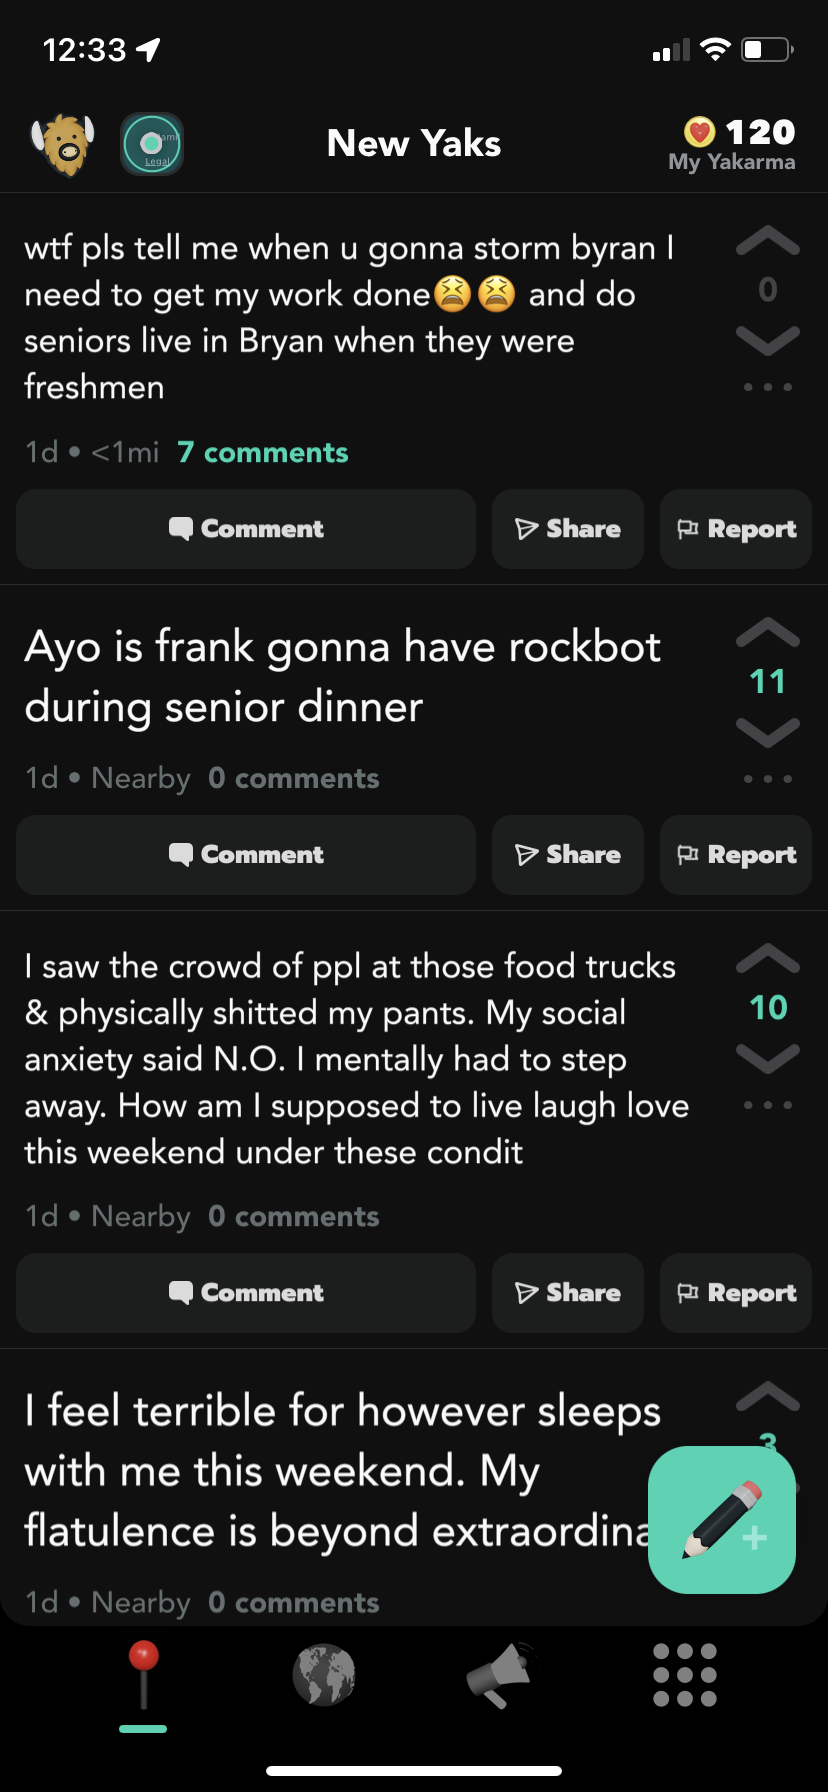 12:33
Legal
New Yaks
120
My Yakarma
wtf pls tell me when u gonna storm byran I
need to get my work done😫😫 and do
seniors live in Bryan when they were
freshmen
0
1d • <1mi 7 comments
Comment
Share
Report
Ayo is frank gonna have rockbot
during senior dinner
11
1d • Nearby 0 comments
Comment
Share
Report
I saw the crowd of ppl at those food trucks
& physically shitted my pants. My social
anxiety said N.O. I mentally had to step
away. How am I supposed to live laugh love
this weekend under these condit
10
1d • Nearby 0 comments
Comment
Share
Report
I feel terrible for however sleeps
with me this weekend. My
flatulence is beyond extraordina
3
1d • Nearby 0 comments